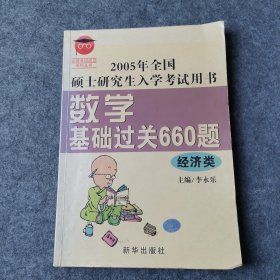 2005年全国
硕士研究生入学考试用书
数学
基础过关660题
经济类
主编/李永乐
新华出版社